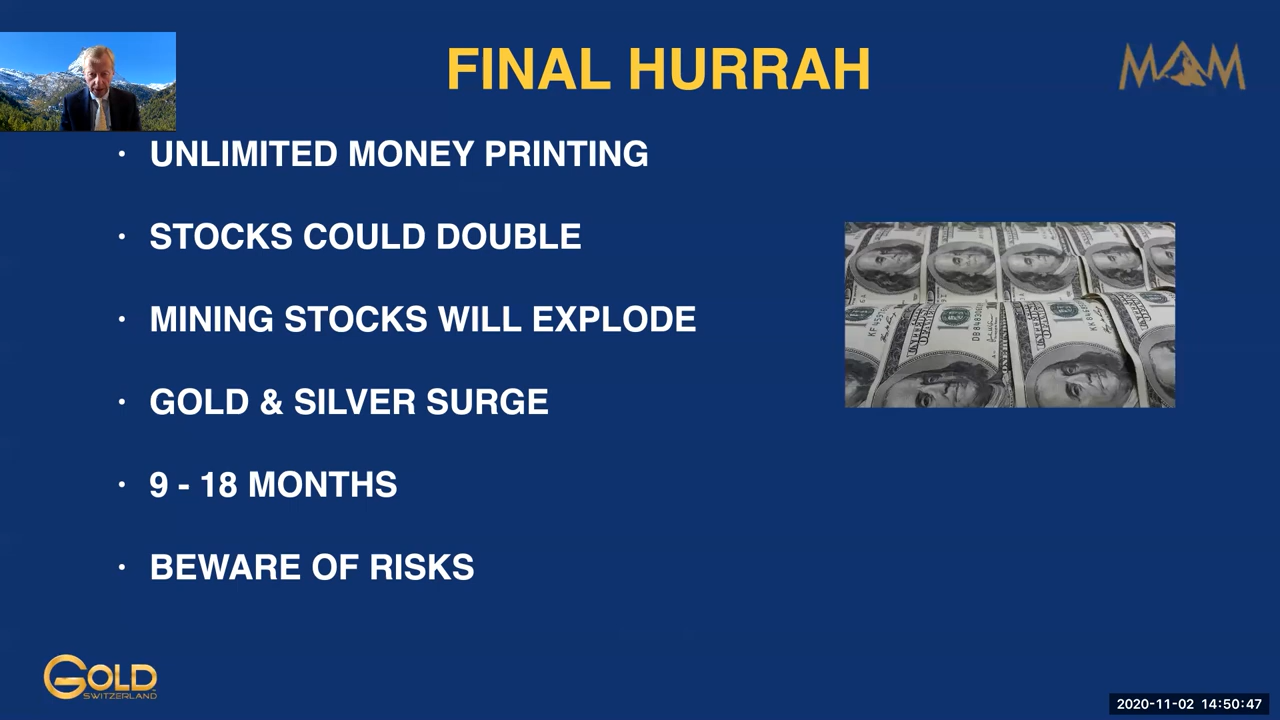 FINAL HURRAH
MAM
• UNLIMITED MONEY PRINTING
• STOCKS COULD DOUBLE
• MINING STOCKS WILL EXPLODE
• GOLD & SILVER SURGE
• 9 - 18 MONTHS
• BEWARE OF RISKS
GOLD
SWITZERLAND
2020-11-02 14:50:47